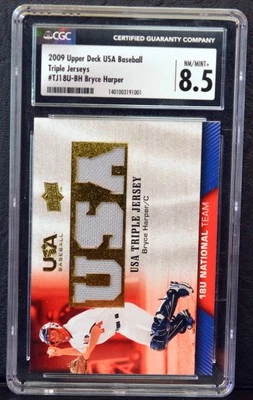 CGC
CERTIFIED GUARANTY COMPANY
2009 Upper Deck USA Baseball
Triple Jerseys
#TJ18U-BH Bryce Harper
1401003191001
NM/MINT+
8.5
USA
BASEBALL
USA
USA TRIPLE JERSEY
Bryce Harper/C
18U NATIONAL TEAM